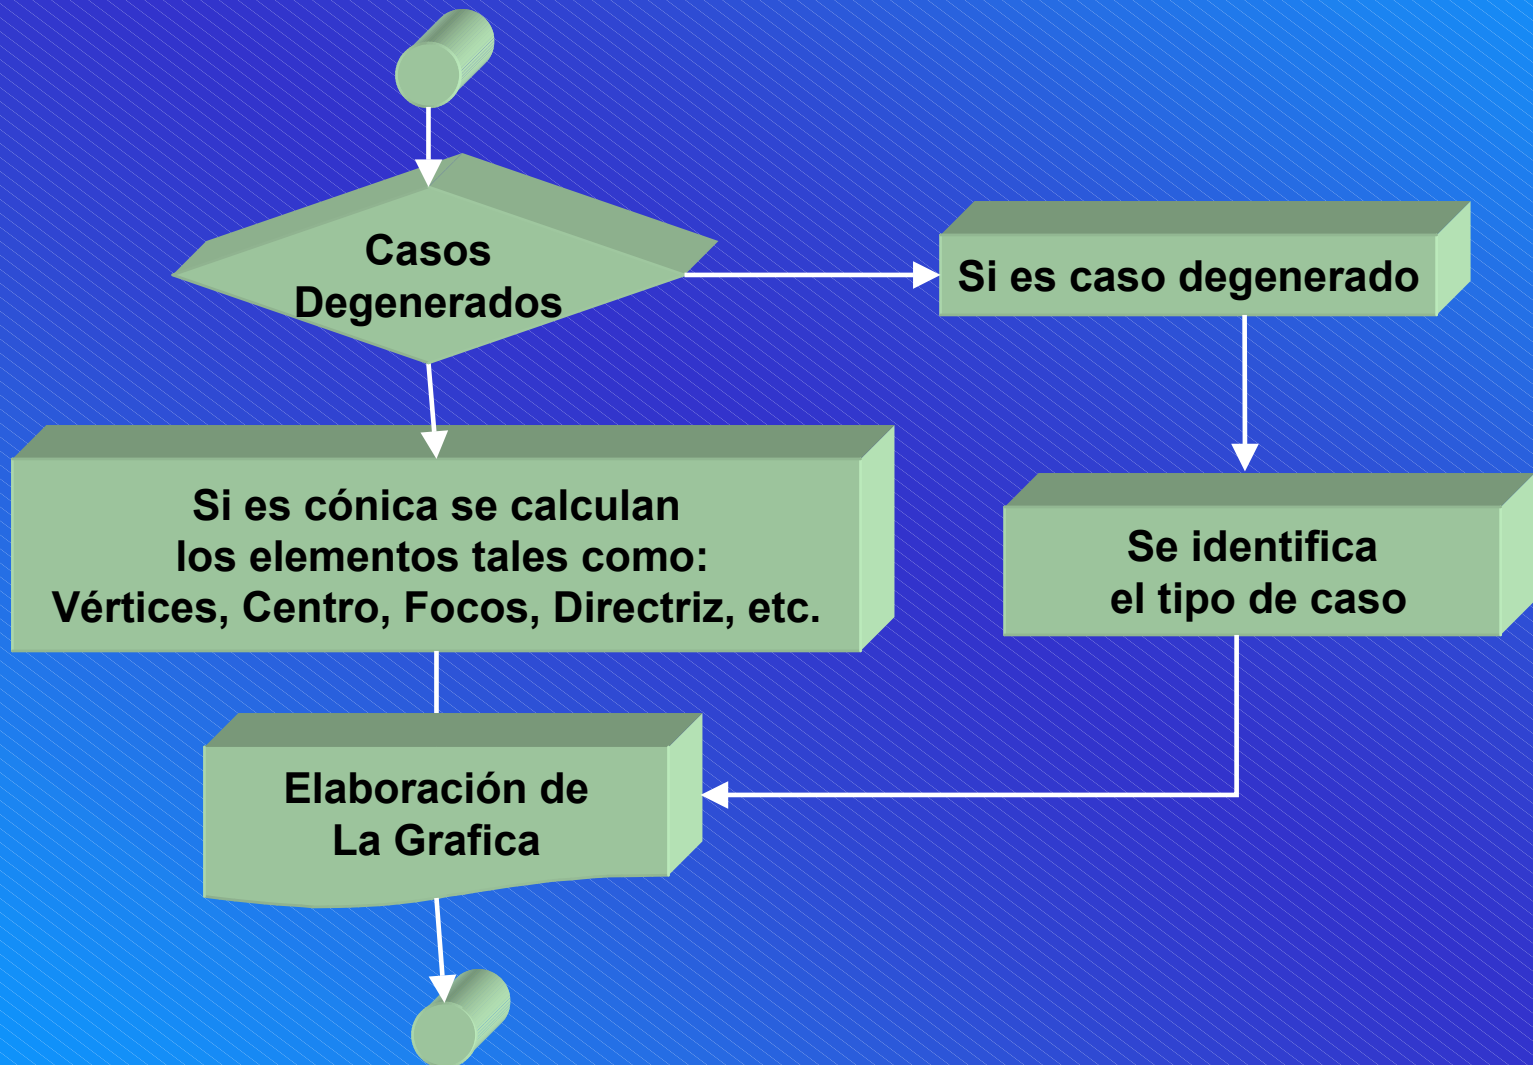 Casos
Degenerados
Si es caso degenerado
Si es cónica se calculan
los elementos tales como:
Vértices, Centro, Focos, Directriz, etc.
Se identifica
el tipo de caso
Elaboración de
La Grafica